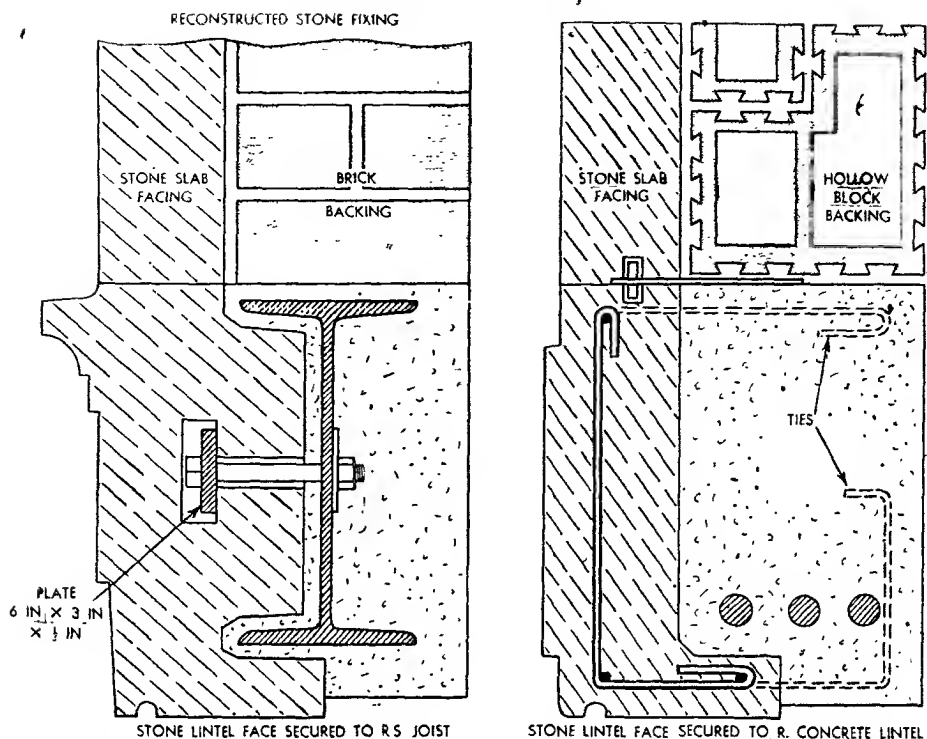 RECONSTRUCTED STONE FIXING
STONE SLAB
FACING
BRICK
BACKING
PLATE
6 IN × 3 IN
× ½ IN
STONE LINTEL FACE SECURED TO R S JOIST
STONE SLAB
FACING
HOLLOW
BLOCK
BACKING
TIES
STONE LINTEL FACE SECURED TO R. CONCRETE LINTEL